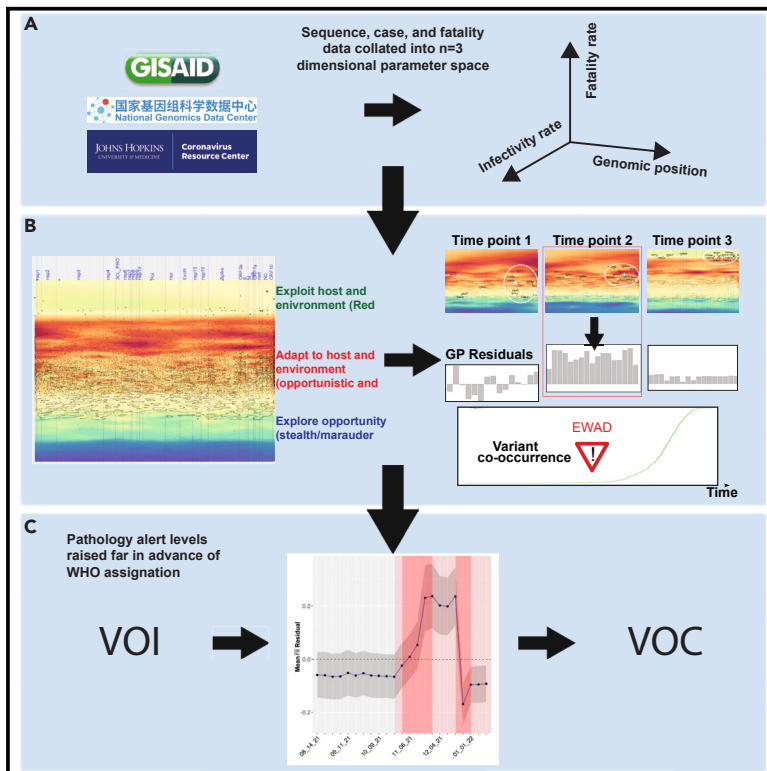 A
Sequence, case, and fatality
data collated into n=3
dimensional parameter space
GISAID
国家基因组科学数据中心
National Genomics Data Center
JOHNS HOPKINS
UNIVERSITY & MEDICINE
Coronavirus
Resource Center
Fatality rate
Infectivity rate
Genomic position
B
Exploit host and
enivronment (Red
Adapt to host and
environment
(opportunistic and
Explore opportunity
(stealth/marauder
Time point 1
Time point 2
Time point 3
GP Residuals
EWAD
Variant
co-occurrence
!
Time
C
Pathology alert levels
raised far in advance of
WHO assignation
VOI
0.2
0.0
-0.2
Residual
08_14_21
09_11_21
10_09_21
11_06_21
12_04_21
01_01_22
VOC